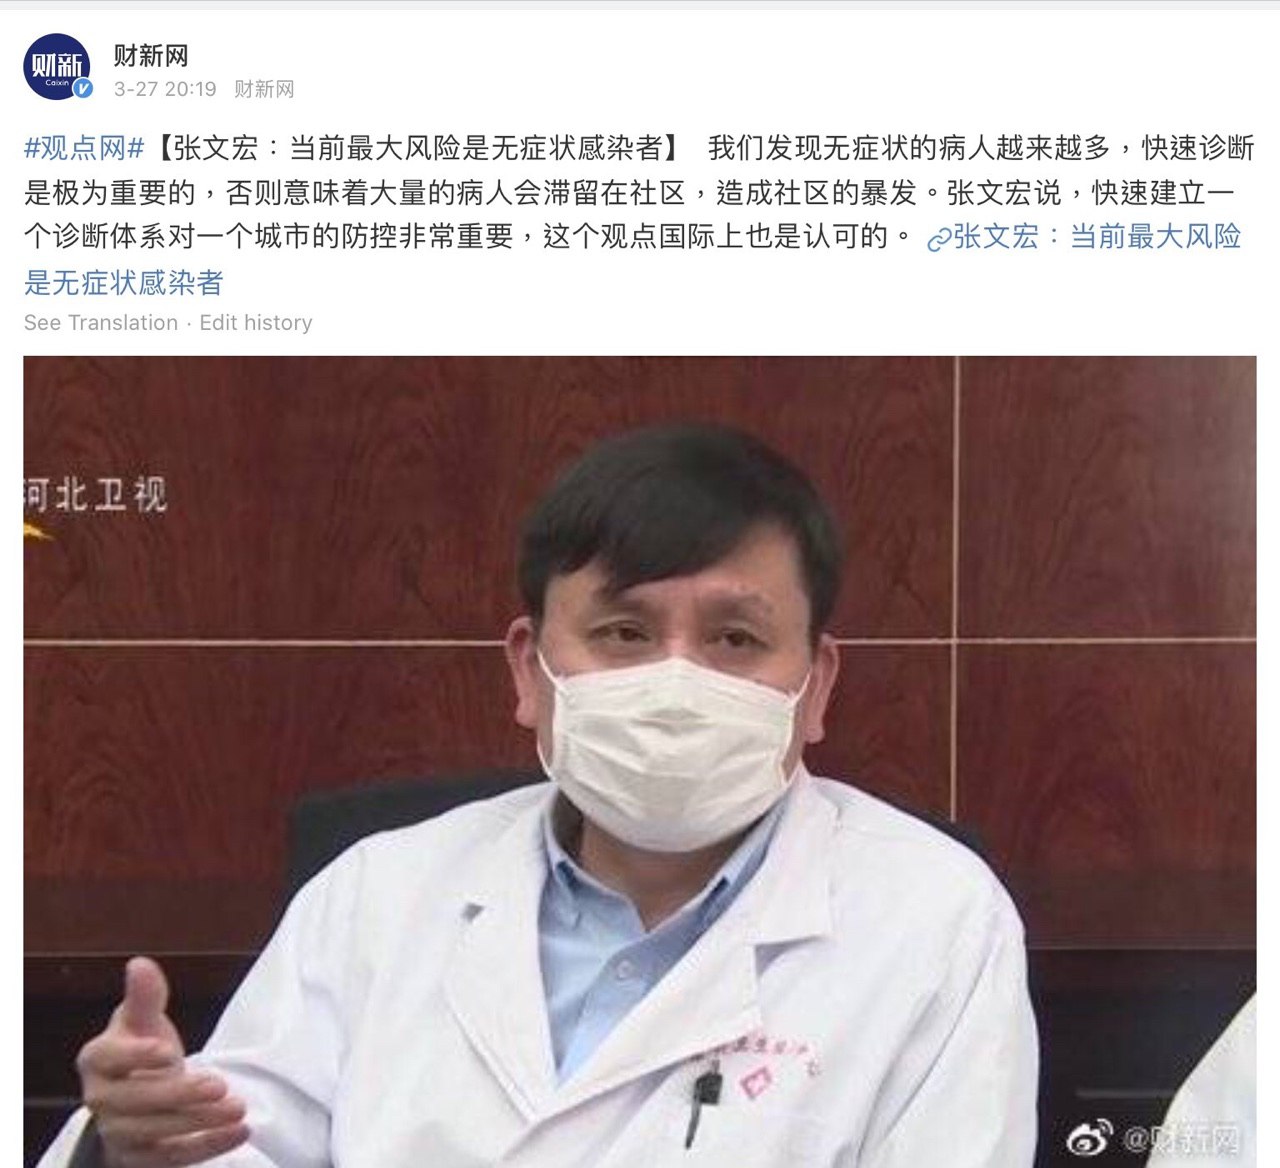 财新
Caixin
财新网
3-27 20:19 财新网
#观点网#【张文宏：当前最大风险是无症状感染者】 我们发现无症状的病人越来越多，快速诊断
是极为重要的，否则意味着大量的病人会滞留在社区，造成社区的暴发。张文宏说，快速建立一
个诊断体系对一个城市的防控非常重要，这个观点国际上也是认可的。张文宏：当前最大风险
是无症状感染者
See Translation · Edit history
河北卫视
@财新网